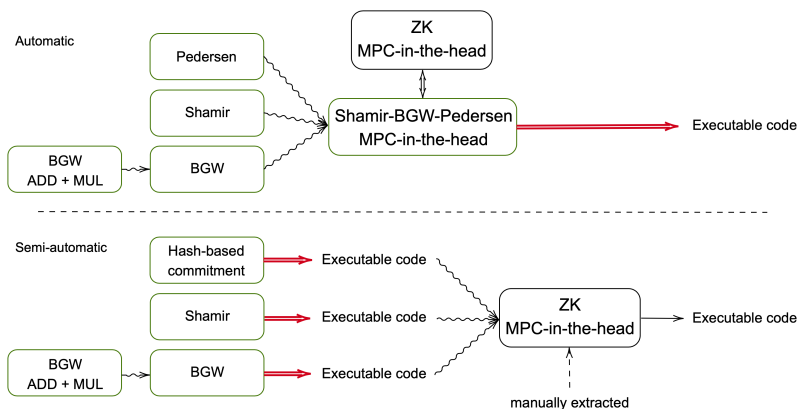 Automatic
ZK
MPC-in-the-head
Pedersen
Shamir
Shamir-BGW-Pedersen
MPC-in-the-head
Executable code
BGW
ADD + MUL
BGW
Semi-automatic
Hash-based
commitment
Executable code
Shamir
Executable code
ZK
MPC-in-the-head
Executable code
BGW
ADD + MUL
BGW
Executable code
manually extracted